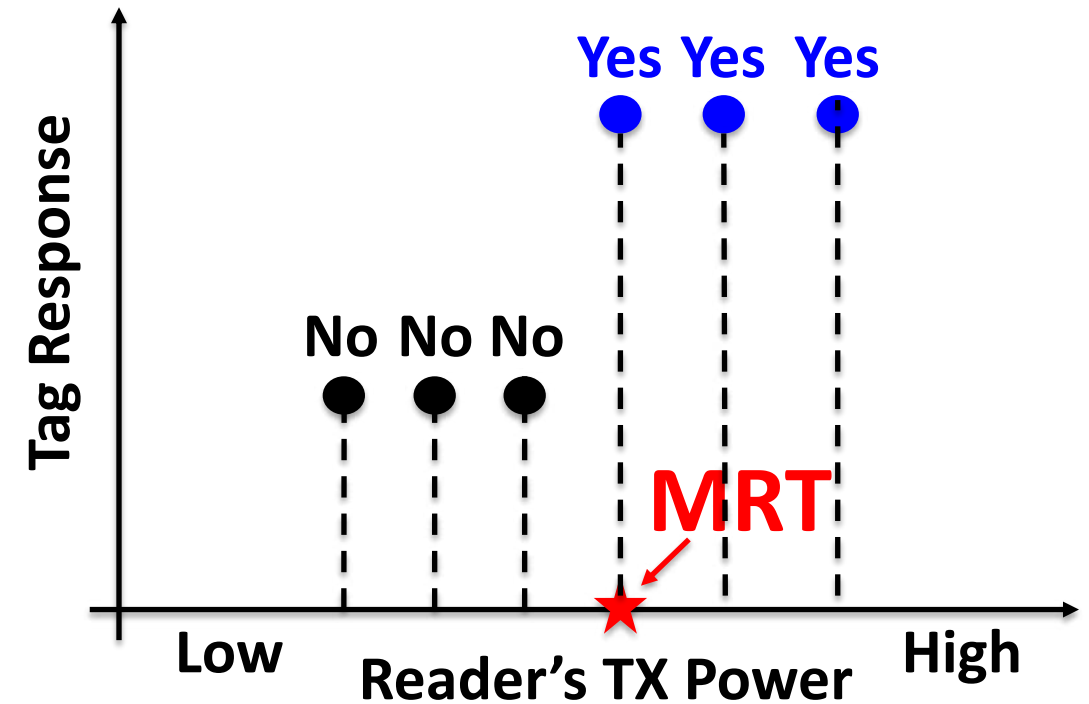 Yes Yes Yes
Tag Response
No No No
MRT
Low
High
Reader's TX Power